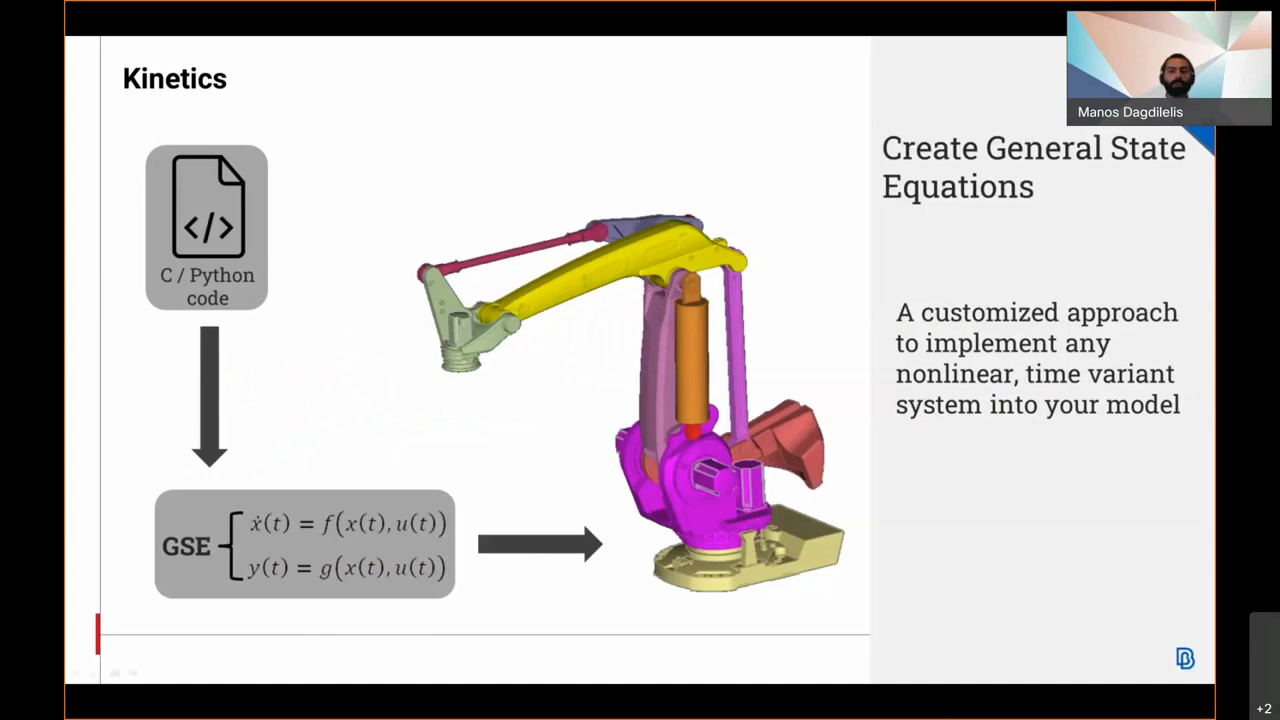 Kinetics
Manos Dagdilelis
Create General State
Equations
</>
C / Python
code
A customized approach
to implement any
nonlinear, time variant
system into your model
GSE
ẋ(t) = f(x(t), u(t))
y(t) = g(x(t), u(t))
+2